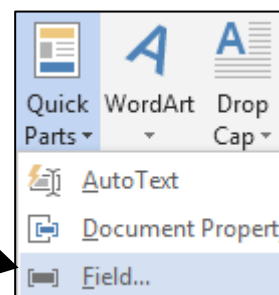 Quick WordArt Drop
Parts Cap
AutoText
Document Propert
Field...